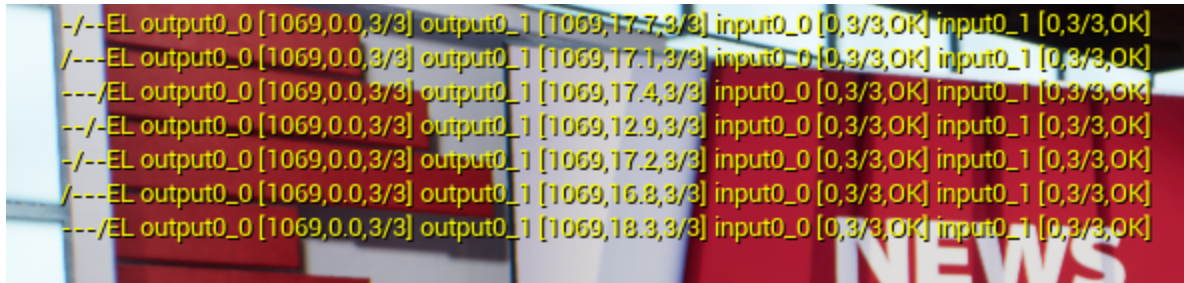 -/--EL output0_0 [1069,0.0,3/3] output0_1 [1069,17.7,3/3] input0_0 [0,3/3,OK] input0_1 [0,3/3,OK]
/---EL output0_0 [1069,0.0,3/3] output0_1 [1069,17.1,3/3] input0_0 [0,3/3,OK] input0_1 [0,3/3,OK]
---/EL output0_0 [1069,0.0,3/3] output0_1 [1069,17.4,3/3] input0_0 [0,3/3,OK] input0_1 [0,3/3,OK]
--/-EL output0_0 [1069,0.0,3/3] output0_1 [1069,12.9,3/3] input0_0 [0,3/3,OK] input0_1 [0,3/3,OK]
-/--EL output0_0 [1069,0.0,3/3] output0_1 [1069,17.2,3/3] input0_0 [0,3/3,OK] input0_1 [0,3/3,OK]
/---EL output0_0 [1069,0.0,3/3] output0_1 [1069,16.8,3/3] input0_0 [0,3/3,OK] input0_1 [0,3/3,OK]
---/EL output0_0 [1069,0.0,3/3] output0_1 [1069,18.3,3/3] input0_0 [0,3/3,OK] input0_1 [0,3/3,OK]
NEWS